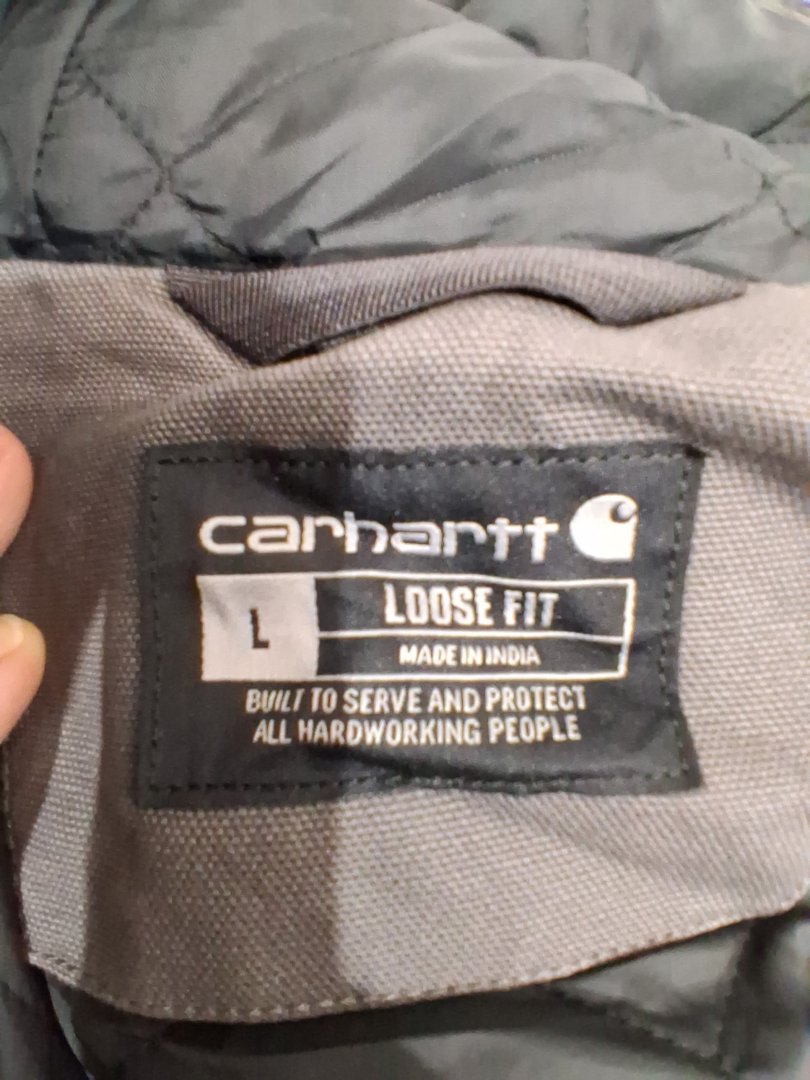 carhartt
L
LOOSE FIT
MADE IN INDIA
BUILT TO SERVE AND PROTECT
ALL HARDWORKING PEOPLE